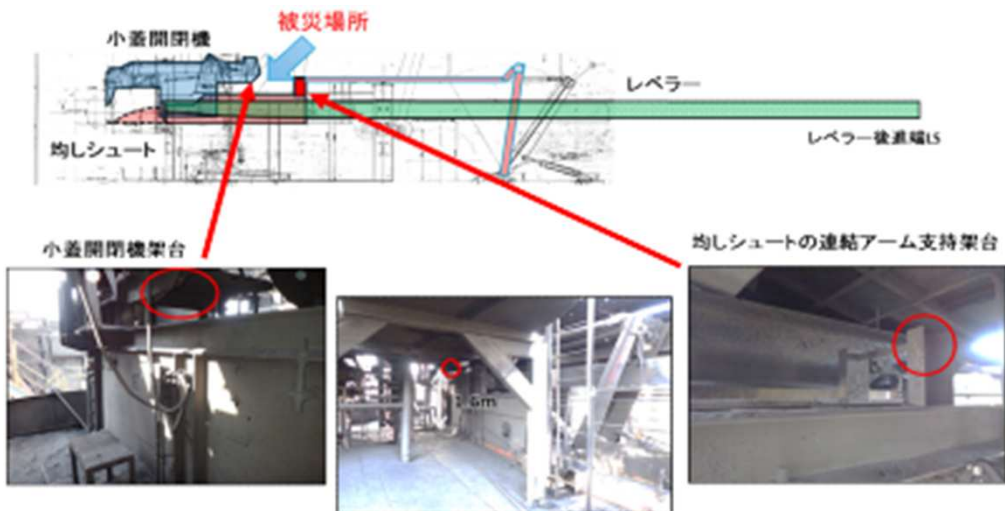 被災場所
小蓋開閉機
レベラー
均しシュート
レベラー後進端LS
小蓋開閉機架台
均しシュートの連結アーム支持架台